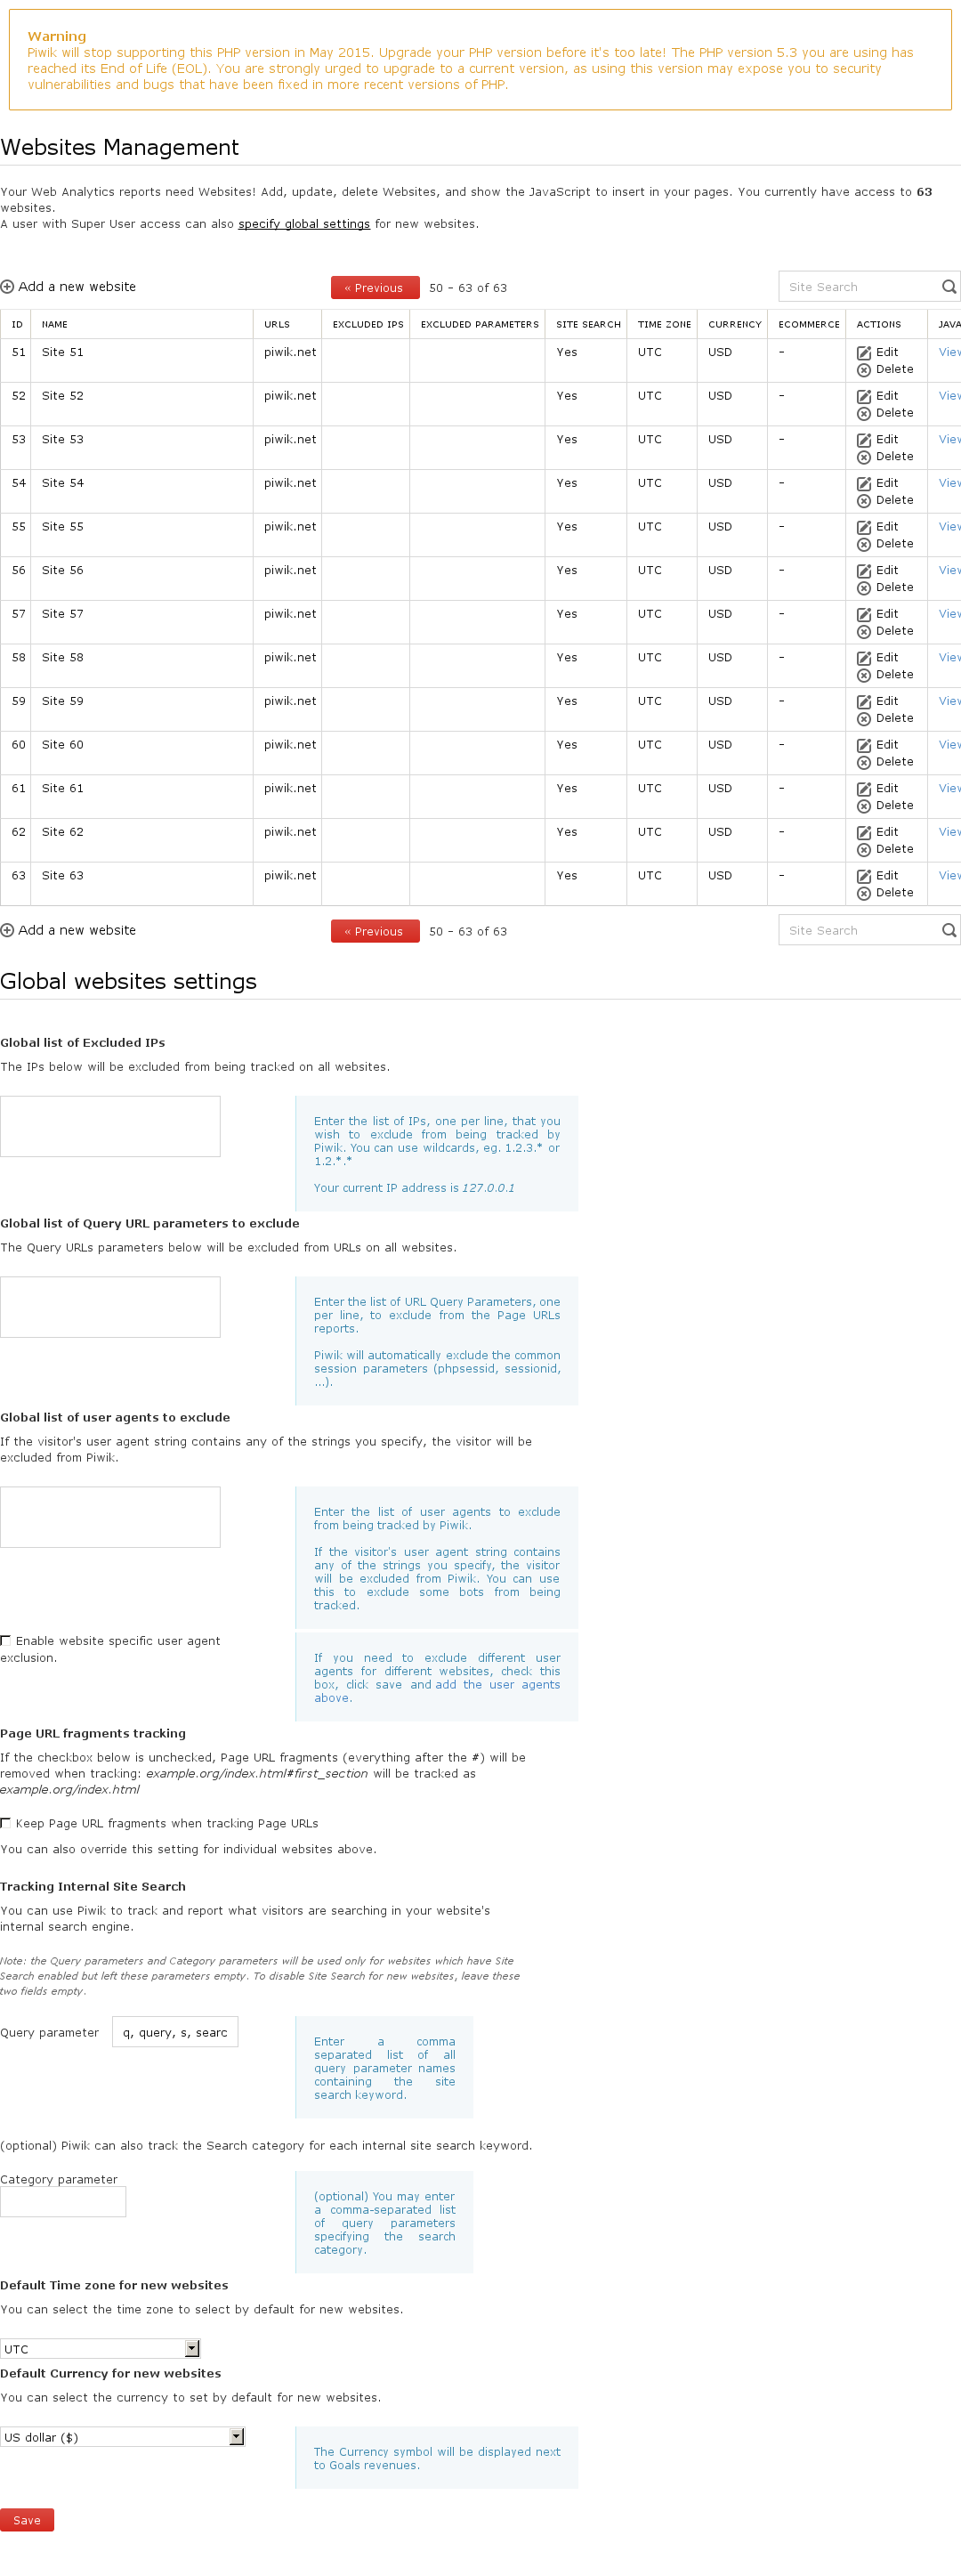 Warning
Piwik will stop supporting this PHP version in May 2015. Upgrade your PHP version before it's too late! The PHP version 5.3 you are using has
reached its End of Life (EOL). You are strongly urged to upgrade to a current version, as using this version may expose you to security
vulnerabilities and bugs that have been fixed in more recent versions of PHP.
Websites Management
Your Web Analytics reports need Websites! Add, update, delete Websites, and show the JavaScript to insert in your pages. You currently have access to 63
websites.
A user with Super User access can also specify global settings for new websites.
Add a new website « Previous 50 - 63 of 63 Site Search
ID NAME URLS EXCLUDED IPS EXCLUDED PARAMETERS SITE SEARCH TIME ZONE CURRENCY ECOMMERCE ACTIONS JAVA
51 Site 51 piwik.net Yes UTC USD - Edit View
Delete
52 Site 52 piwik.net Yes UTC USD - Edit View
Delete
53 Site 53 piwik.net Yes UTC USD - Edit View
Delete
54 Site 54 piwik.net Yes UTC USD - Edit View
Delete
55 Site 55 piwik.net Yes UTC USD - Edit View
Delete
56 Site 56 piwik.net Yes UTC USD - Edit View
Delete
57 Site 57 piwik.net Yes UTC USD - Edit View
Delete
58 Site 58 piwik.net Yes UTC USD - Edit View
Delete
59 Site 59 piwik.net Yes UTC USD - Edit View
Delete
60 Site 60 piwik.net Yes UTC USD - Edit View
Delete
61 Site 61 piwik.net Yes UTC USD - Edit View
Delete
62 Site 62 piwik.net Yes UTC USD - Edit View
Delete
63 Site 63 piwik.net Yes UTC USD - Edit View
Delete
Add a new website « Previous 50 - 63 of 63 Site Search
Global websites settings
Global list of Excluded IPs
The IPs below will be excluded from being tracked on all websites.
Enter the list of IPs, one per line, that you
wish to exclude from being tracked by
Piwik. You can use wildcards, eg. 1.2.3.* or
1.2.*.*
Your current IP address is 127.0.0.1
Global list of Query URL parameters to exclude
The Query URLs parameters below will be excluded from URLs on all websites.
Enter the list of URL Query Parameters, one
per line, to exclude from the Page URLs
reports.
Piwik will automatically exclude the common
session parameters (phpsessid, sessionid,
...).
Global list of user agents to exclude
If the visitor's user agent string contains any of the strings you specify, the visitor will be
excluded from Piwik.
Enter the list of user agents to exclude
from being tracked by Piwik.
If the visitor's user agent string contains
any of the strings you specify, the visitor
will be excluded from Piwik. You can use
this to exclude some bots from being
tracked.
Enable website specific user agent
exclusion.
If you need to exclude different user
agents for different websites, check this
box, click save and add the user agents
above.
Page URL fragments tracking
If the checkbox below is unchecked, Page URL fragments (everything after the #) will be
removed when tracking: example.org/index.html#first_section will be tracked as
example.org/index.html
Keep Page URL fragments when tracking Page URLs
You can also override this setting for individual websites above.
Tracking Internal Site Search
You can use Piwik to track and report what visitors are searching in your website's
internal search engine.
Note: the Query parameters and Category parameters will be used only for websites which have Site
Search enabled but left these parameters empty. To disable Site Search for new websites, leave these
two fields empty.
Query parameter q, query, s, searc
Enter a comma
separated list of all
query parameter names
containing the site
search keyword.
(optional) Piwik can also track the Search category for each internal site search keyword.
Category parameter
(optional) You may enter
a comma-separated list
of query parameters
specifying the search
category.
Default Time zone for new websites
You can select the time zone to select by default for new websites.
UTC
Default Currency for new websites
You can select the currency to set by default for new websites.
US dollar ($)
The Currency symbol will be displayed next
to Goals revenues.
Save